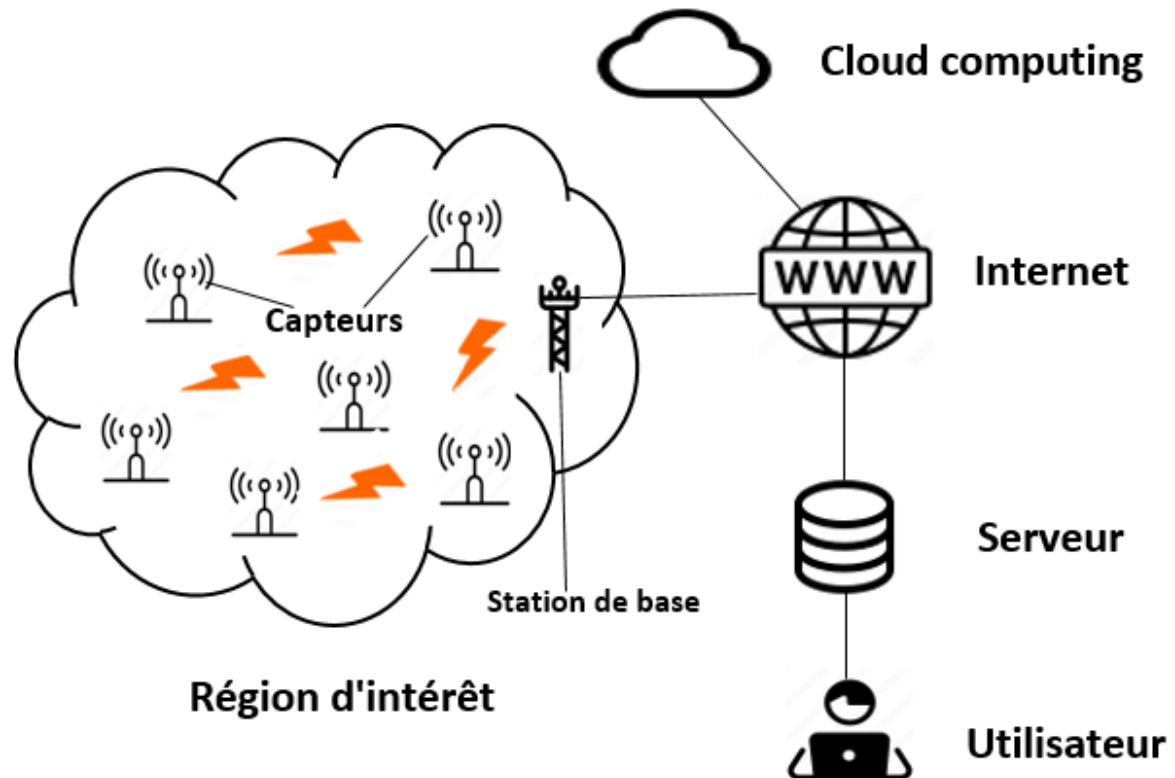 Cloud computing
Internet
WWW
Capteurs
Serveur
Station de base
Région d'intérêt
Utilisateur